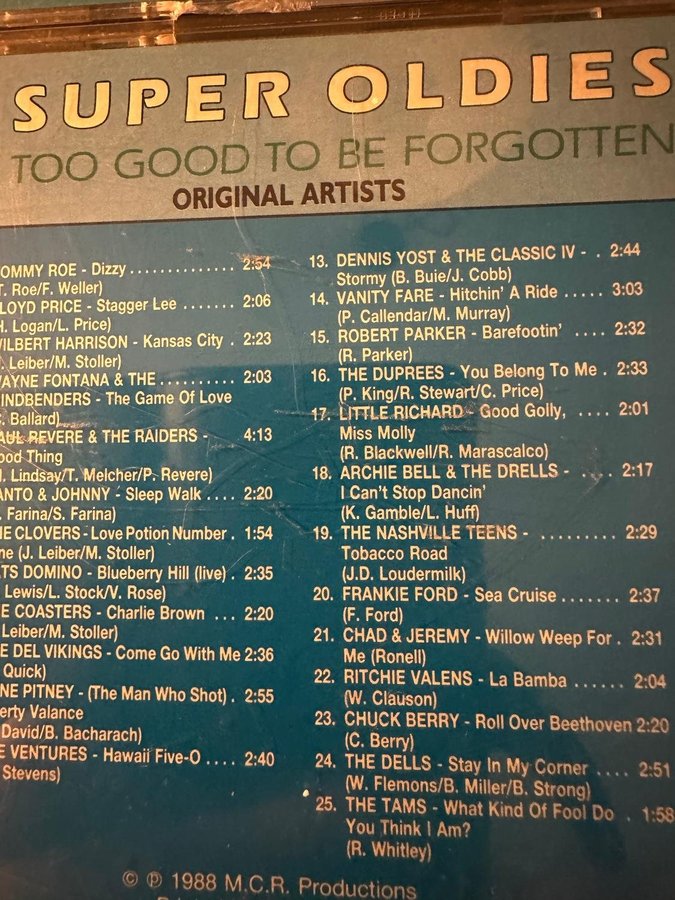 SUPER OLDIES
TOO GOOD TO BE FORGOTTEN
ORIGINAL ARTISTS
OMMY ROE - Dizzy .............. 2:54
T. Roe/F. Weller)
LOYD PRICE - Stagger Lee ....... 2:06
H. Logan/L. Price)
WILBERT HARRISON - Kansas City . 2:23
. Leiber/M. Stoller)
WAYNE FONTANA & THE .......... 2:03
INDBENDERS - The Game Of Love
. Ballard)
AUL REVERE & THE RAIDERS - 4:13
ood Thing
. Lindsay/T. Melcher/P. Revere)
ANTO & JOHNNY - Sleep Walk .... 2:20
. Farina/S. Farina)
HE CLOVERS - Love Potion Number . 1:54
ne (J. Leiber/M. Stoller)
TS DOMINO - Blueberry Hill (live) . 2:35
Lewis/L. Stock/V. Rose)
E COASTERS - Charlie Brown ... 2:20
Leiber/M. Stoller)
E DEL VIKINGS - Come Go With Me 2:36
Quick)
NE PITNEY - (The Man Who Shot) . 2:55
erty Valance
David/B. Bacharach)
E VENTURES - Hawaii Five-O .... 2:40
Stevens)
13. DENNIS YOST & THE CLASSIC IV - . 2:44
Stormy (B. Buie/J. Cobb)
14. VANITY FARE - Hitchin' A Ride ..... 3:03
(P. Callendar/M. Murray)
15. ROBERT PARKER - Barefootin' .... 2:32
(R. Parker)
16. THE DUPREES - You Belong To Me . 2:33
(P. King/R. Stewart/C. Price)
17. LITTLE RICHARD - Good Golly, .... 2:01
Miss Molly
(R. Blackwell/R. Marascalco)
18. ARCHIE BELL & THE DRELLS - .... 2:17
I Can't Stop Dancin'
(K. Gamble/L. Huff)
19. THE NASHVILLE TEENS - ......... 2:29
Tobacco Road
(J.D. Loudermilk)
20. FRANKIE FORD - Sea Cruise ....... 2:37
(F. Ford)
21. CHAD & JEREMY - Willow Weep For . 2:31
Me (Ronell)
22. RITCHIE VALENS - La Bamba ...... 2:04
(W. Clauson)
23. CHUCK BERRY - Roll Over Beethoven 2:20
(C. Berry)
24. THE DELLS - Stay In My Corner .... 2:51
(W. Flemons/B. Miller/B. Strong)
25. THE TAMS - What Kind Of Fool Do . 1:58
You Think I Am?
(R. Whitley)
© ℗ 1988 M.C.R. Productions